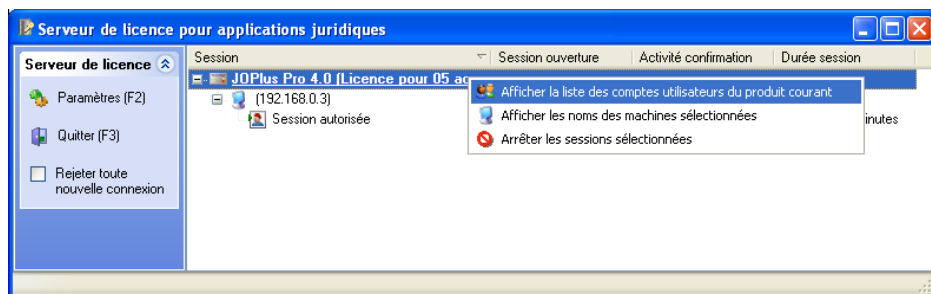 Serveur de licence pour applications juridiques
Serveur de licence
Paramètres (F2)
Quitter (F3)
Rejeter toute
nouvelle connexion
Session Session ouverture Activité confirmation Durée session
JOPlus Pro 4.0 (Licence pour 05
(192.168.0.3)
Session autorisée
Afficher la liste des comptes utilisateurs du produit courant
Afficher les noms des machines sélectionnées
Arrêter les sessions sélectionnées